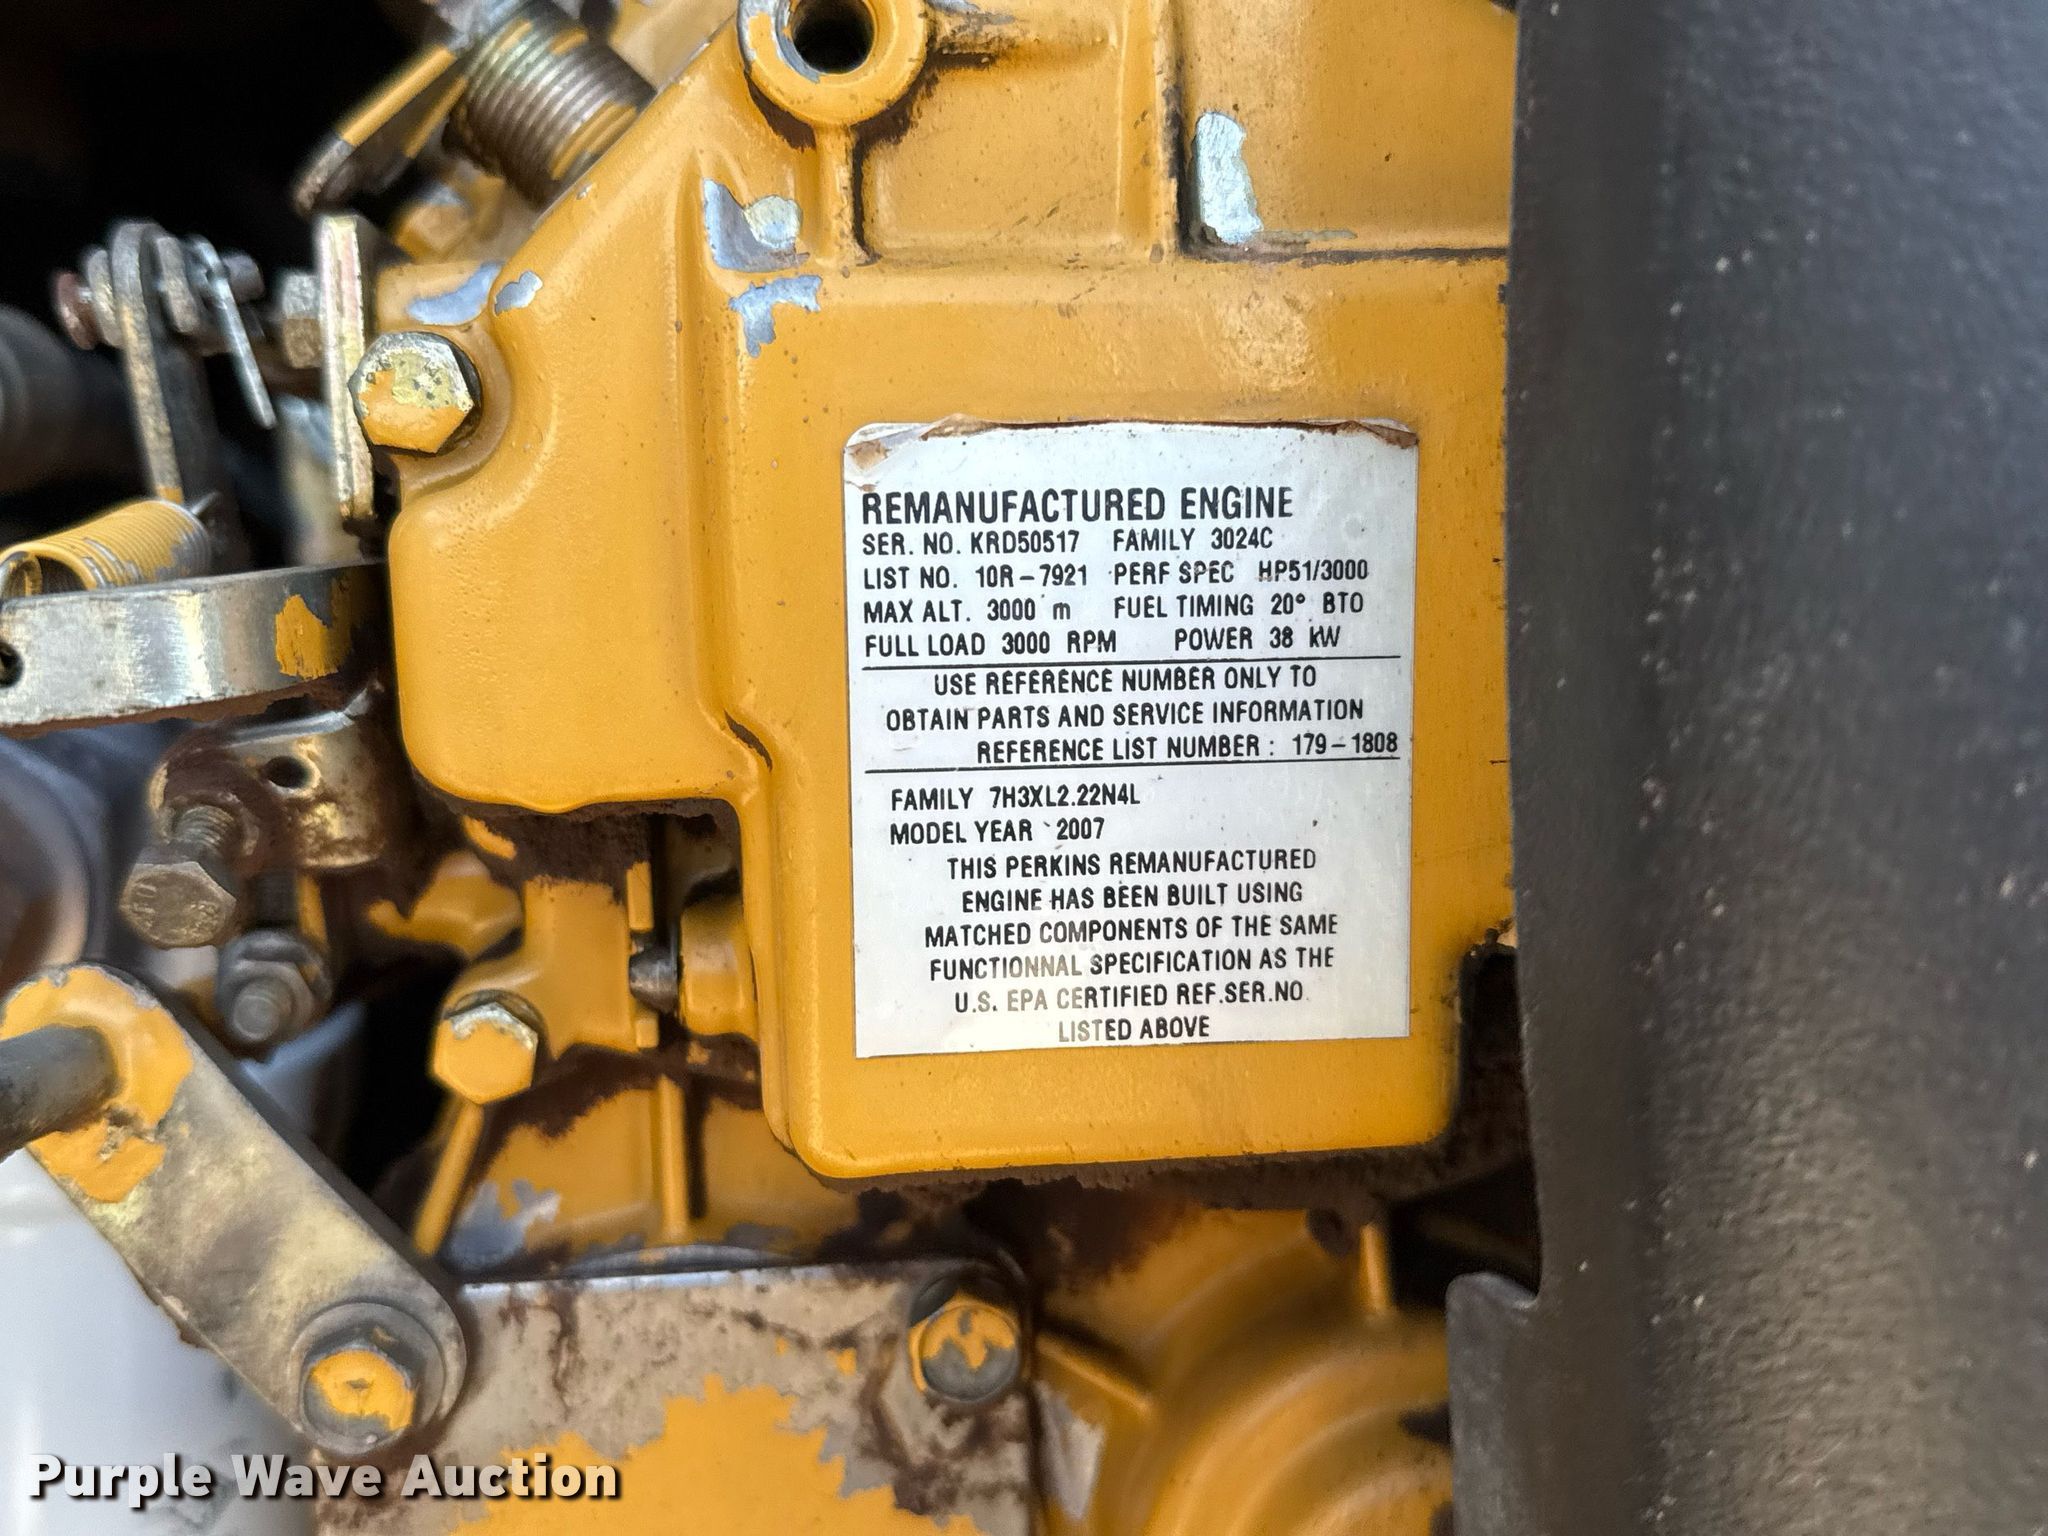 REMANUFACTURED ENGINE
SER. NO. KRD50517 FAMILY 3024C
LIST NO. 10R-7921 PERF SPEC HP51/3000
MAX ALT. 3000 m FUEL TIMING 20° BTO
FULL LOAD 3000 RPM POWER 38 kW
USE REFERENCE NUMBER ONLY TO
OBTAIN PARTS AND SERVICE INFORMATION
REFERENCE LIST NUMBER : 179-1808
FAMILY 7H3XL2.22N4L
MODEL YEAR 2007
THIS PERKINS REMANUFACTURED
ENGINE HAS BEEN BUILT USING
MATCHED COMPONENTS OF THE SAME
FUNCTIONNAL SPECIFICATION AS THE
U.S. EPA CERTIFIED REF.SER.NO.
LISTED ABOVE
Purple Wave Auction